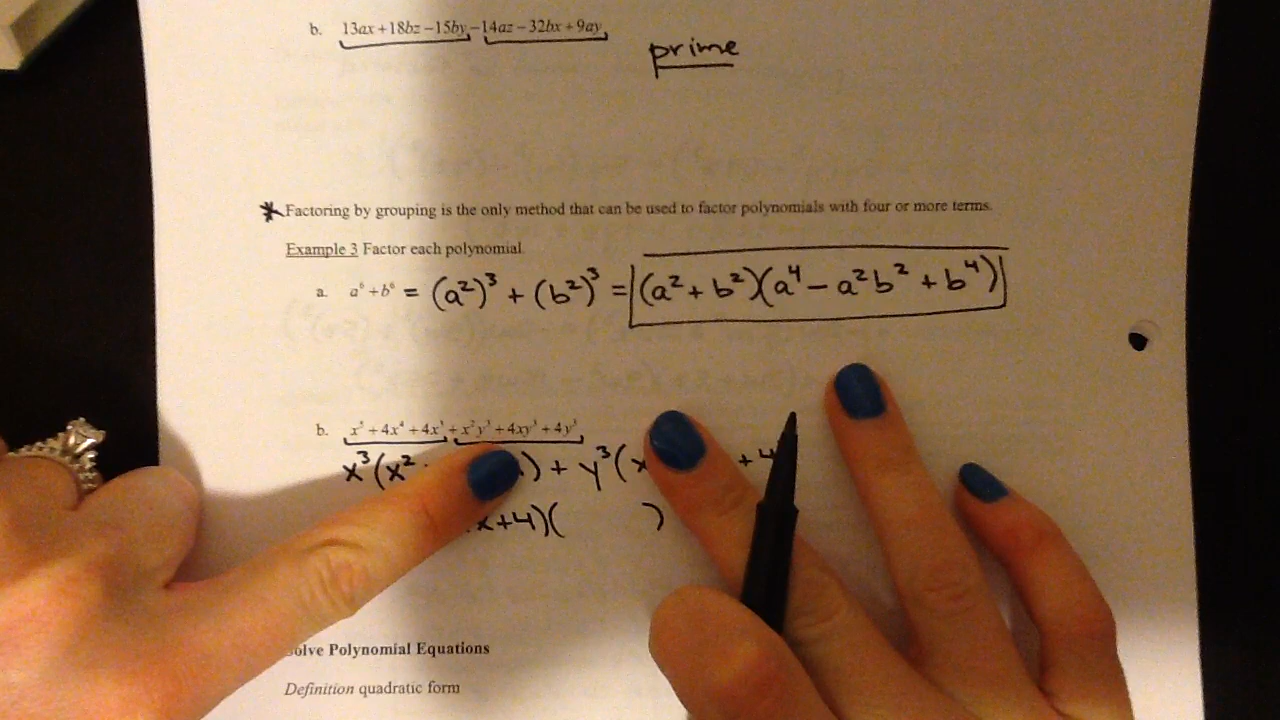 b. 13ax + 18bz − 15by − 14az − 32bx + 9ay
prime
* Factoring by grouping is the only method that can be used to factor polynomials with four or more terms.
Example 3 Factor each polynomial.
a. a⁶ + b⁶ = (a²)³ + (b²)³ = (a² + b²)(a⁴ − a²b² + b⁴)
b. x⁵ + 4x⁴ + 4x³ + x²y³ + 4xy³ + 4y³
x³(x² ) + y³(x + 4
x+4)( )
olve Polynomial Equations
Definition quadratic form